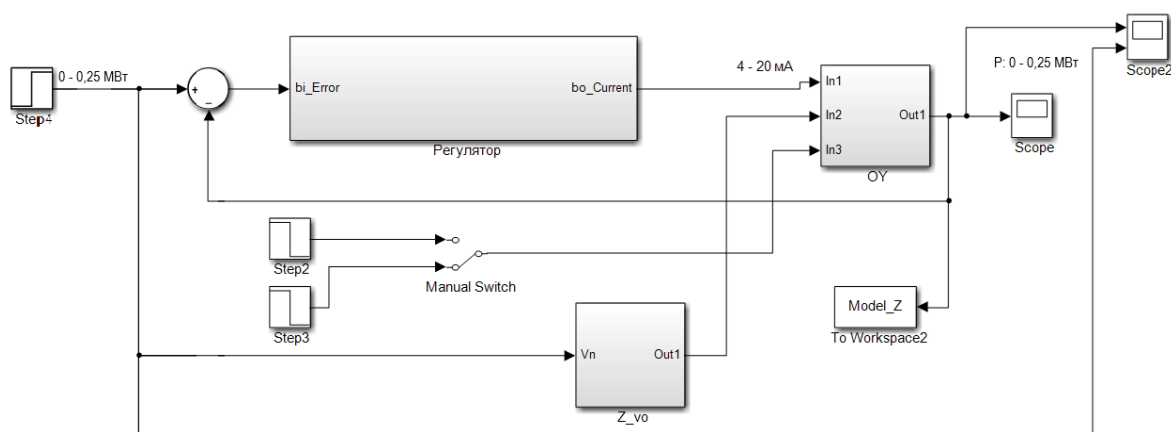 Scope2
0 - 0,25 МВт
Step4
+
−
bi_Error
bo_Current
Регулятор
4 - 20 мА
In1
In2
In3
Out1
OY
P: 0 - 0,25 МВт
Scope
Step2
Step3
Manual Switch
Model_Z
To Workspace2
Vn
Out1
Z_vo